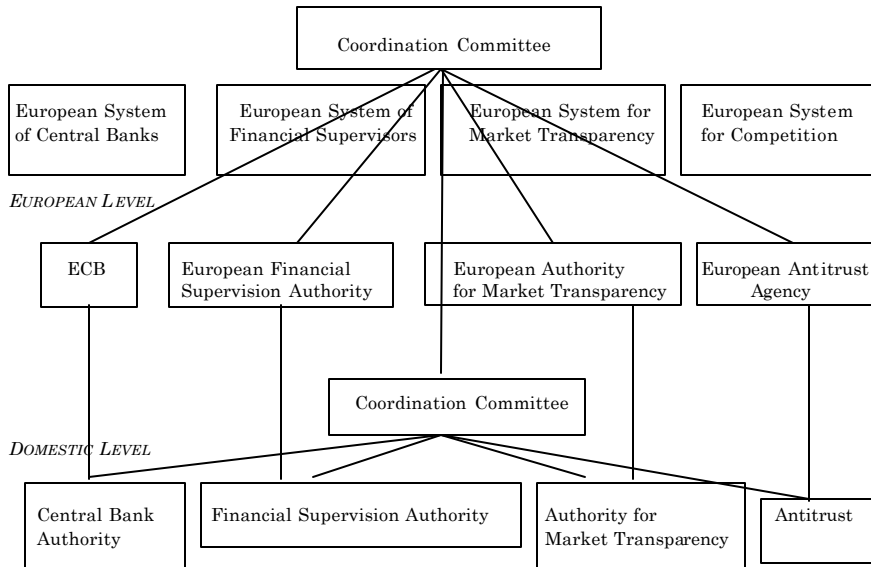 Coordination Committee
European System
of Central Banks
European System of
Financial Supervisors
European System for
Market Transparency
European System
for Competition
EUROPEAN LEVEL
ECB
European Financial
Supervision Authority
European Authority
for Market Transparency
European Antitrust
Agency
Coordination Committee
DOMESTIC LEVEL
Central Bank
Authority
Financial Supervision Authority
Authority for
Market Transparency
Antitrust